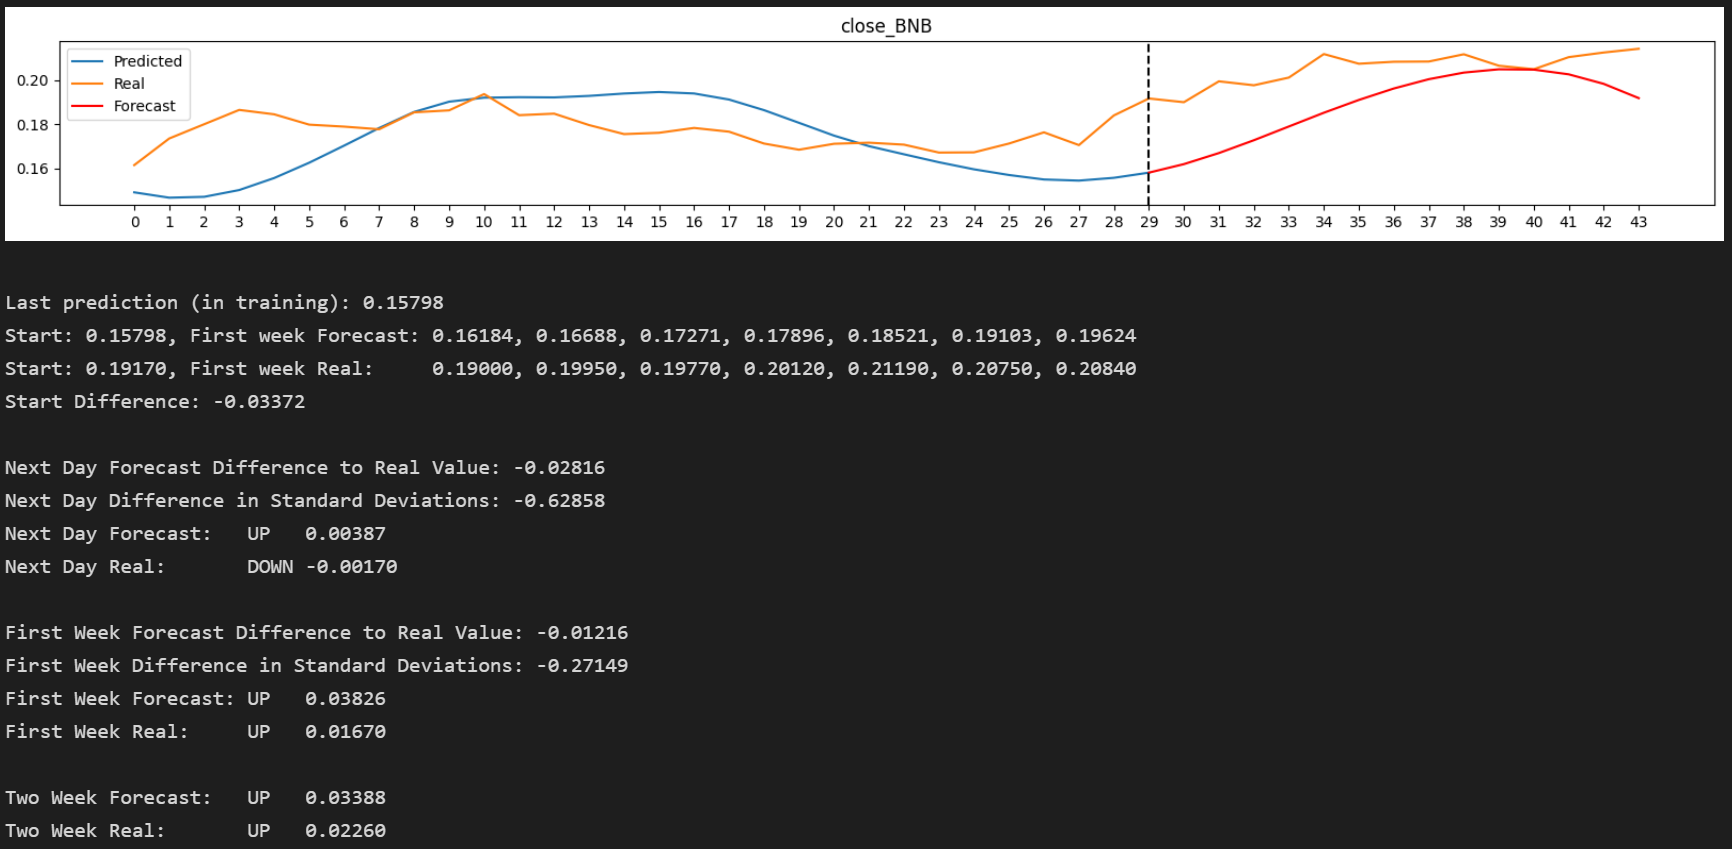 close_BNB
Predicted
Real
Forecast
0.20
0.18
0.16
0 1 2 3 4 5 6 7 8 9 10 11 12 13 14 15 16 17 18 19 20 21 22 23 24 25 26 27 28 29 30 31 32 33 34 35 36 37 38 39 40 41 42 43
Last prediction (in training): 0.15798
Start: 0.15798, First week Forecast: 0.16184, 0.16688, 0.17271, 0.17896, 0.18521, 0.19103, 0.19624
Start: 0.19170, First week Real: 0.19000, 0.19950, 0.19770, 0.20120, 0.21190, 0.20750, 0.20840
Start Difference: -0.03372
Next Day Forecast Difference to Real Value: -0.02816
Next Day Difference in Standard Deviations: -0.62858
Next Day Forecast: UP 0.00387
Next Day Real: DOWN -0.00170
First Week Forecast Difference to Real Value: -0.01216
First Week Difference in Standard Deviations: -0.27149
First Week Forecast: UP 0.03826
First Week Real: UP 0.01670
Two Week Forecast: UP 0.03388
Two Week Real: UP 0.02260